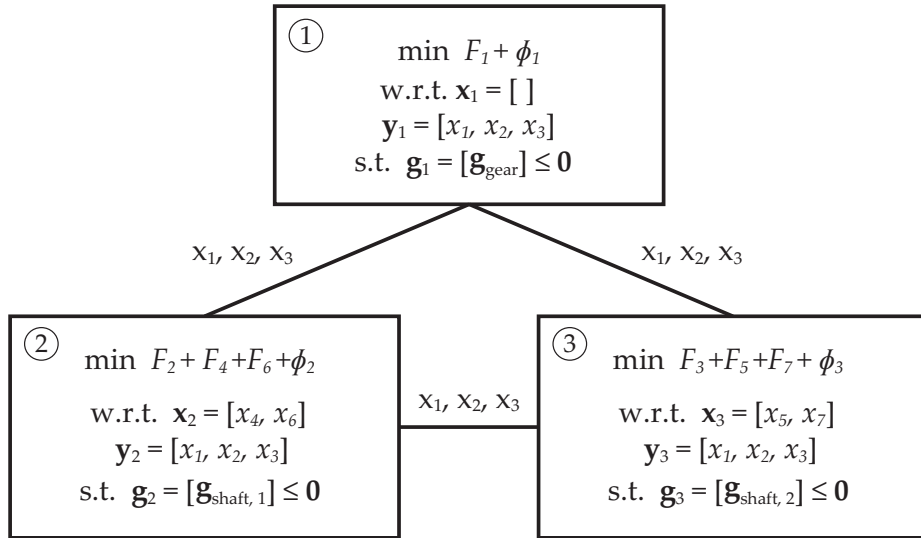 ①
min F₁ + ϕ₁
w.r.t. x₁ = [ ]
y₁ = [x₁, x₂, x₃]
s.t. g₁ = [g_gear] ≤ 0
x₁, x₂, x₃
x₁, x₂, x₃
②
min F₂ + F₄ +F₆ +ϕ₂
w.r.t. x₂ = [x₄, x₆]
y₂ = [x₁, x₂, x₃]
s.t. g₂ = [g_shaft, 1] ≤ 0
x₁, x₂, x₃
③
min F₃ +F₅ +F₇ + ϕ₃
w.r.t. x₃ = [x₅, x₇]
y₃ = [x₁, x₂, x₃]
s.t. g₃ = [g_shaft, 2] ≤ 0